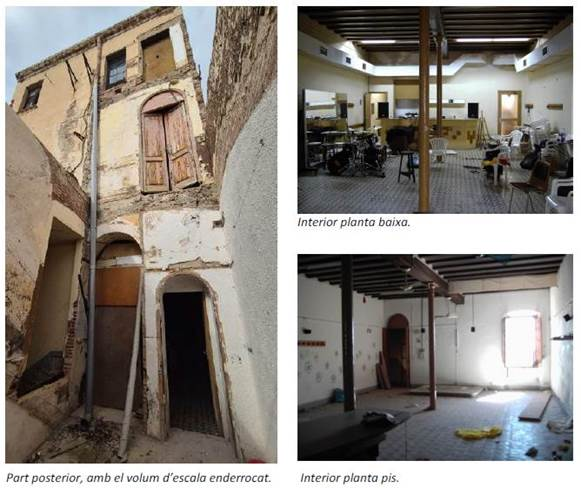 Interior planta baixa.
Part posterior, amb el volum d'escala enderrocat.
Interior planta pis.